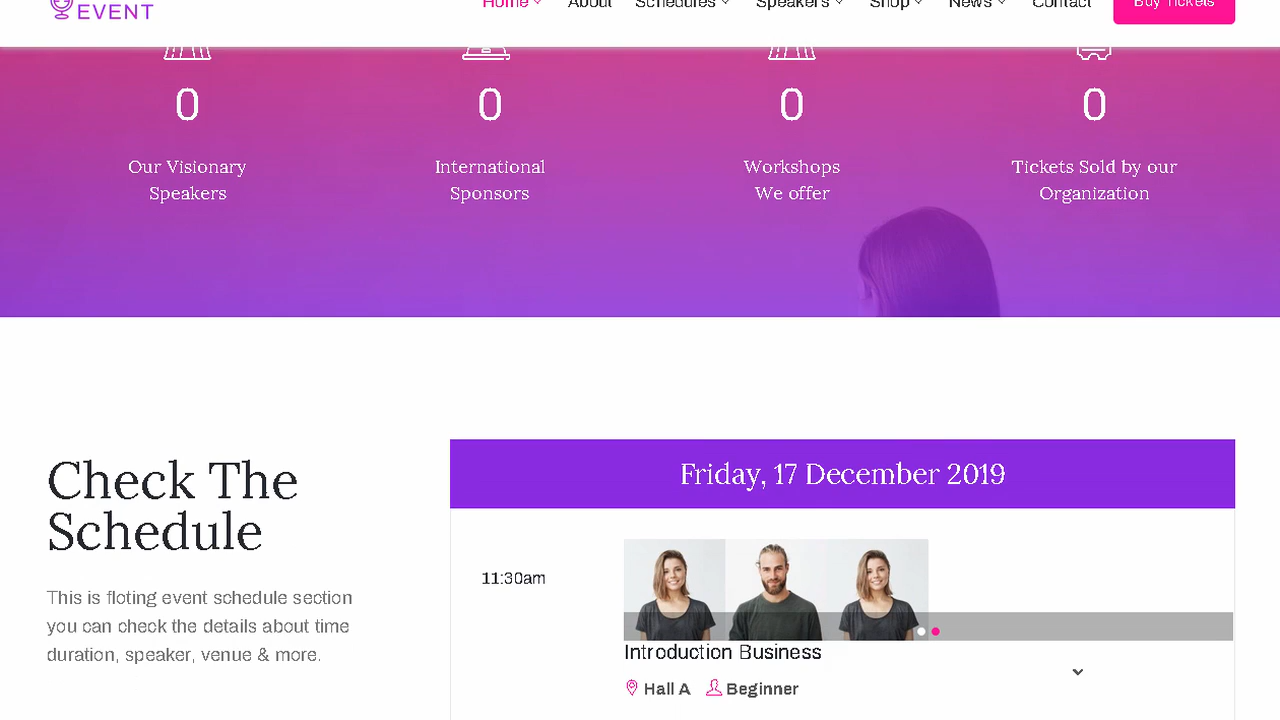 EVENT
Home About Schedules Speakers Shop News Contact Buy Tickets
0 0 0 0
Our Visionary
Speakers
International
Sponsors
Workshops
We offer
Tickets Sold by our
Organization
Check The
Schedule
This is floting event schedule section
you can check the details about time
duration, speaker, venue & more.
Friday, 17 December 2019
11:30am
Introduction Business
Hall A Beginner